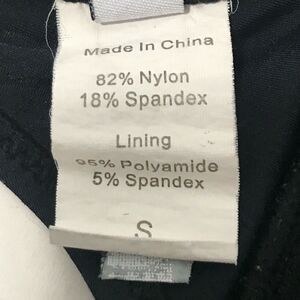 Made In China
82% Nylon
18% Spandex
Lining
95% Polyamide
5% Spandex
S